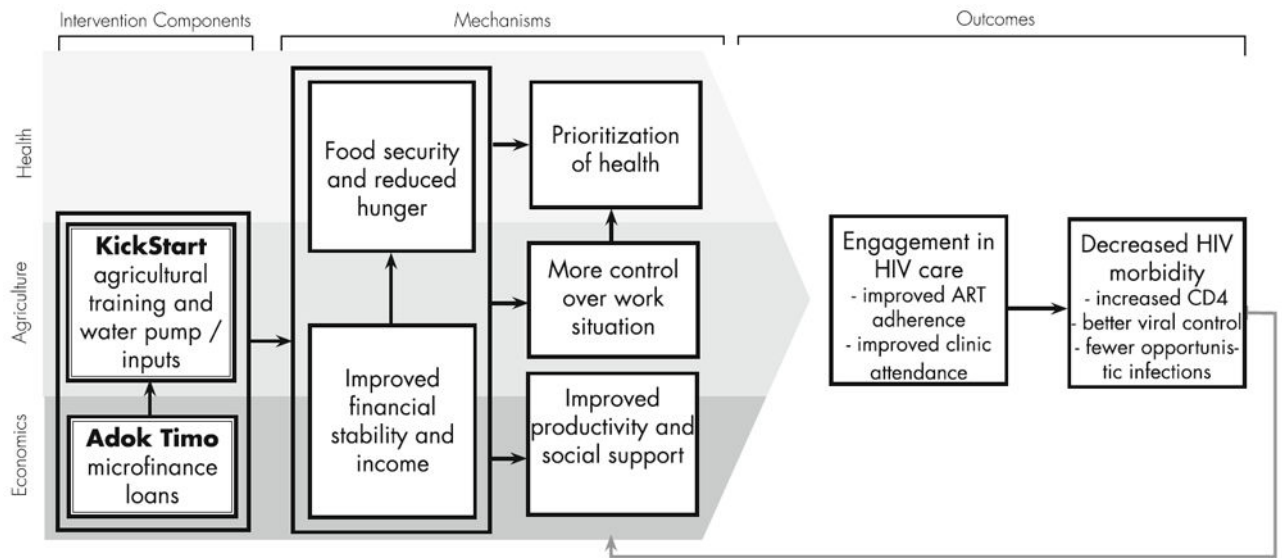 Intervention Components
Mechanisms
Outcomes
Health
Agriculture
Economics
KickStart
agricultural
training and
water pump /
inputs
Adok Timo
microfinance
loans
Food security
and reduced
hunger
Improved
financial
stability and
income
Prioritization
of health
More control
over work
situation
Improved
productivity and
social support
Engagement in
HIV care
- improved ART
adherence
- improved clinic
attendance
Decreased HIV
morbidity
- increased CD4
- better viral control
- fewer opportunis-
tic infections